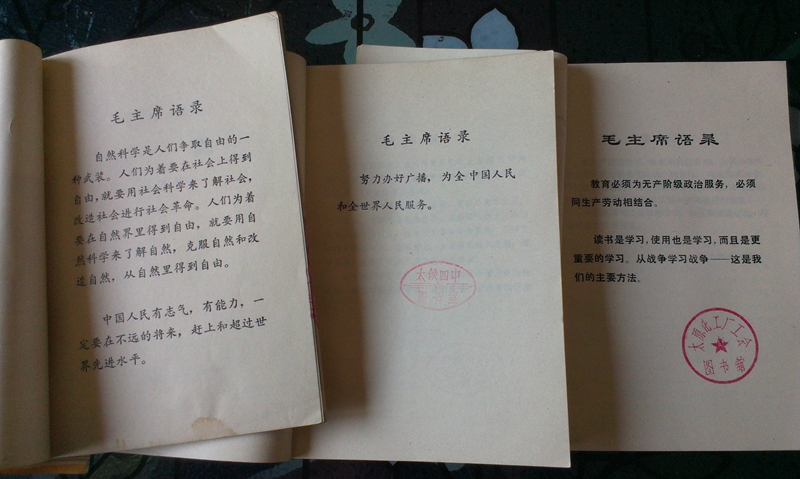 毛主席语录
自然科学是人们争取自由的一
种武装。人们为着要在社会上得到
自由,就要用社会科学来了解社会,
改造社会进行社会革命。人们为着
要在自然界里得到自由,就要用自
然科学来了解自然,克服自然和改
造自然,从自然里得到自由。
中国人民有志气,有能力,一
定要在不远的将来,赶上和超过世
界先进水平。
毛主席语录
努力办好广播,为全中国人民
和全世界人民服务。
太铁四中
毛主席语录
教育必须为无产阶级政治服务,必须
同生产劳动相结合。
读书是学习,使用也是学习,而且是更
重要的学习。从战争学习战争——这是我
们的主要方法。
太原化工厂工会
图书馆